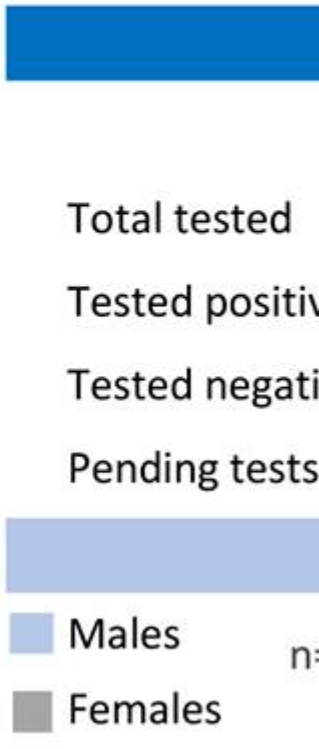 Total tested
Tested positiv
Tested negati
Pending tests
Males
n=
Females